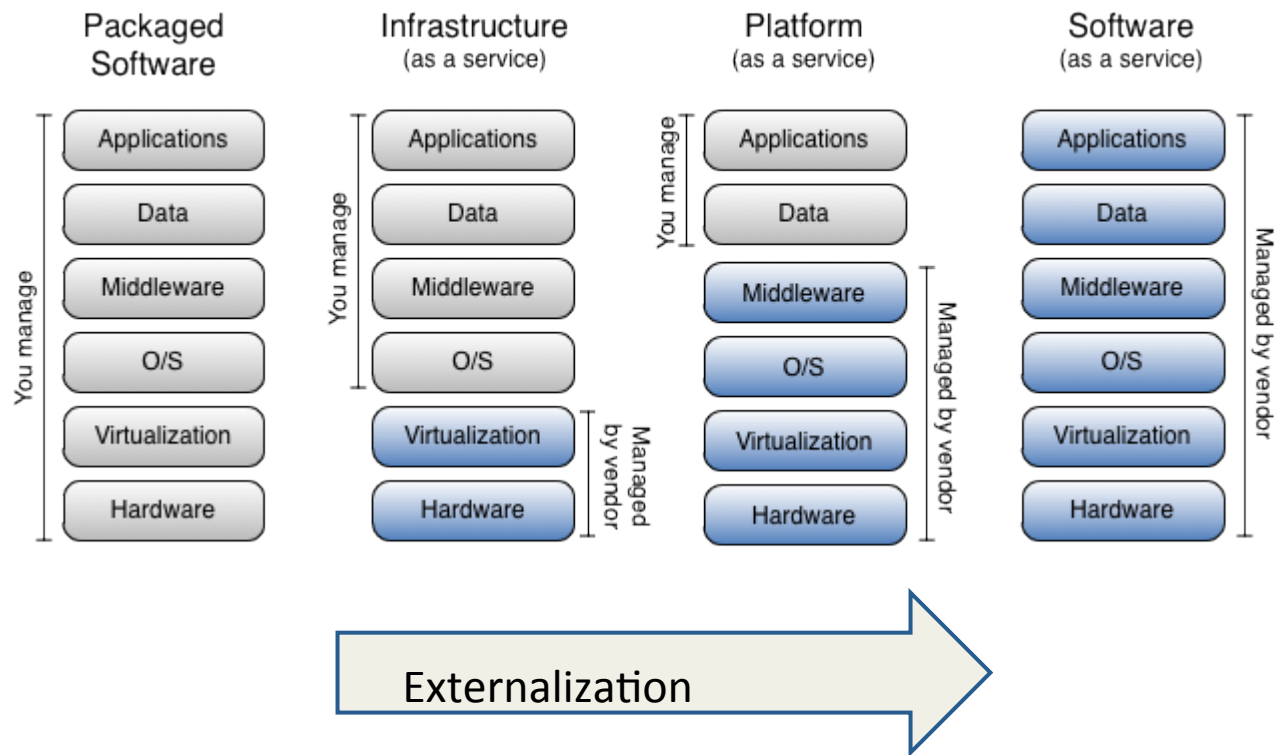 Packaged
Software
You manage
Applications
Data
Middleware
O/S
Virtualization
Hardware
Infrastructure
(as a service)
You manage
Applications
Data
Middleware
O/S
Virtualization
Hardware
Managed
by vendor
Platform
(as a service)
You manage
Applications
Data
Middleware
O/S
Virtualization
Hardware
Managed by vendor
Software
(as a service)
Applications
Data
Middleware
O/S
Virtualization
Hardware
Managed by vendor
Externalization